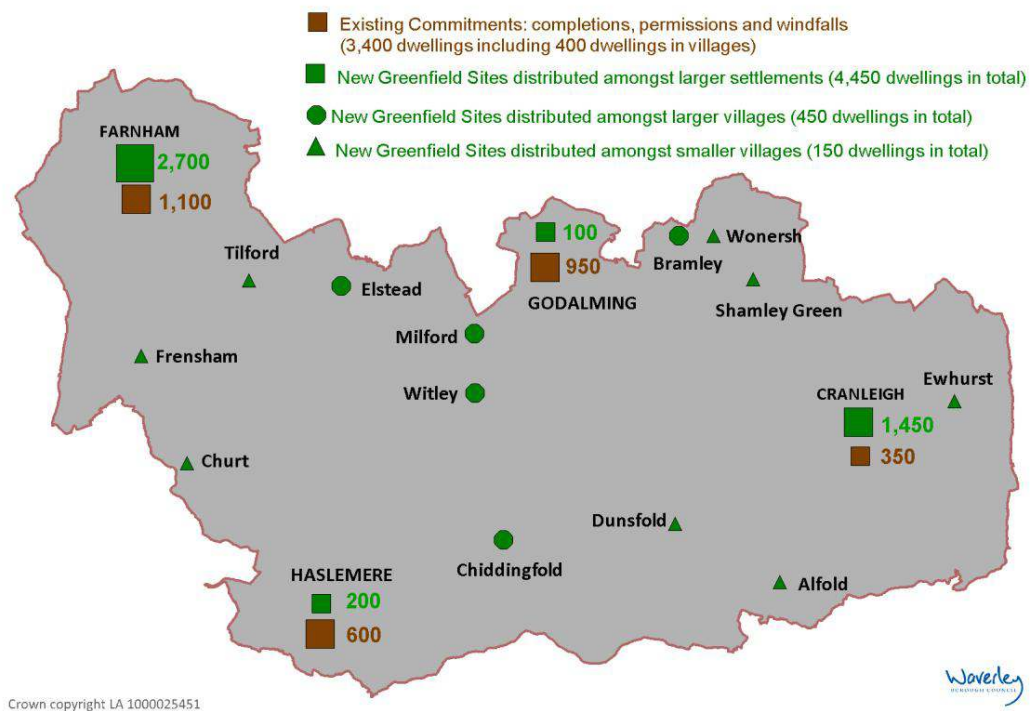 Existing Commitments: completions, permissions and windfalls
(3,400 dwellings including 400 dwellings in villages)
New Greenfield Sites distributed amongst larger settlements (4,450 dwellings in total)
New Greenfield Sites distributed amongst larger villages (450 dwellings in total)
New Greenfield Sites distributed amongst smaller villages (150 dwellings in total)
FARNHAM
2,700
1,100
Tilford
Elstead
100
950
GODALMING
Bramley
Wonersh
Shamley Green
Milford
Frensham
Witley
Ewhurst
CRANLEIGH
1,450
350
Churt
Dunsfold
Chiddingfold
Alfold
HASLEMERE
200
600
Waverley
BOROUGH COUNCIL
Crown copyright LA 1000025451